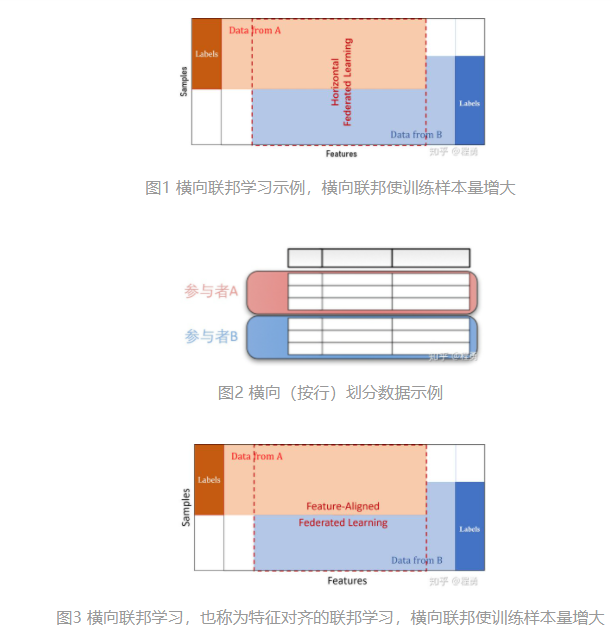 Data from A
Labels
Samples
Horizontal
Federated Learning
Labels
Data from B
Features
知乎 @程勇
图1 横向联邦学习示例，横向联邦使训练样本量增大
参与者A
参与者B
知乎 @程勇
图2 横向（按行）划分数据示例
Data from A
Labels
Samples
Feature-Aligned
Federated Learning
Labels
Data from B
Features
知乎 @程勇
图3 横向联邦学习，也称为特征对齐的联邦学习，横向联邦使训练样本量增大